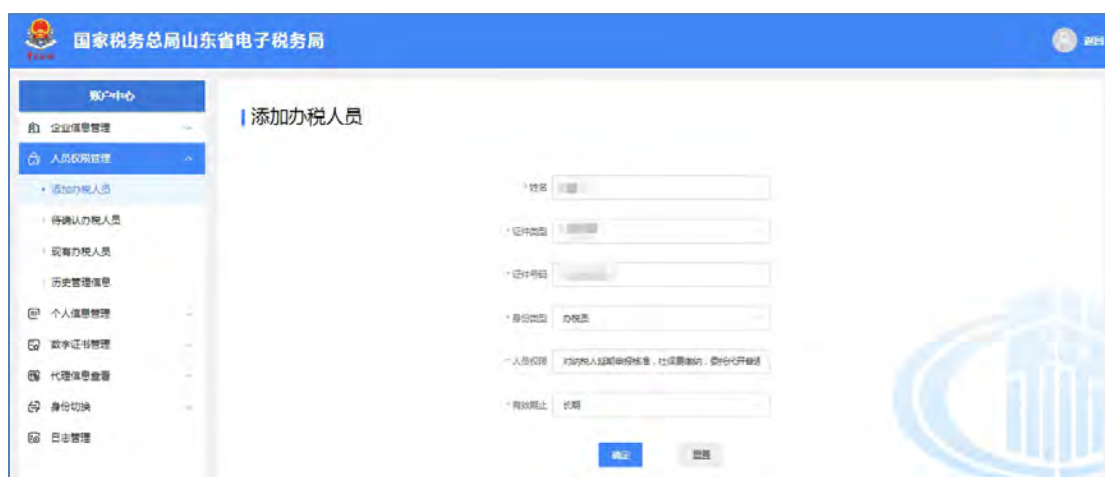 国家税务总局山东省电子税务局
返回
账户中心
企业信息管理
人员权限管理
添加办税人员
待确认办税人员
现有办税人员
历史管理信息
个人信息管理
数字证书管理
代理信息查看
身份切换
日志管理
添加办税人员
*姓名
*证件类型
*证件号码
*身份类型 办税员
*人员权限 对纳税人延期申报核准，社保费缴纳，委托代开普通
*有效期止 长期
确定 重置